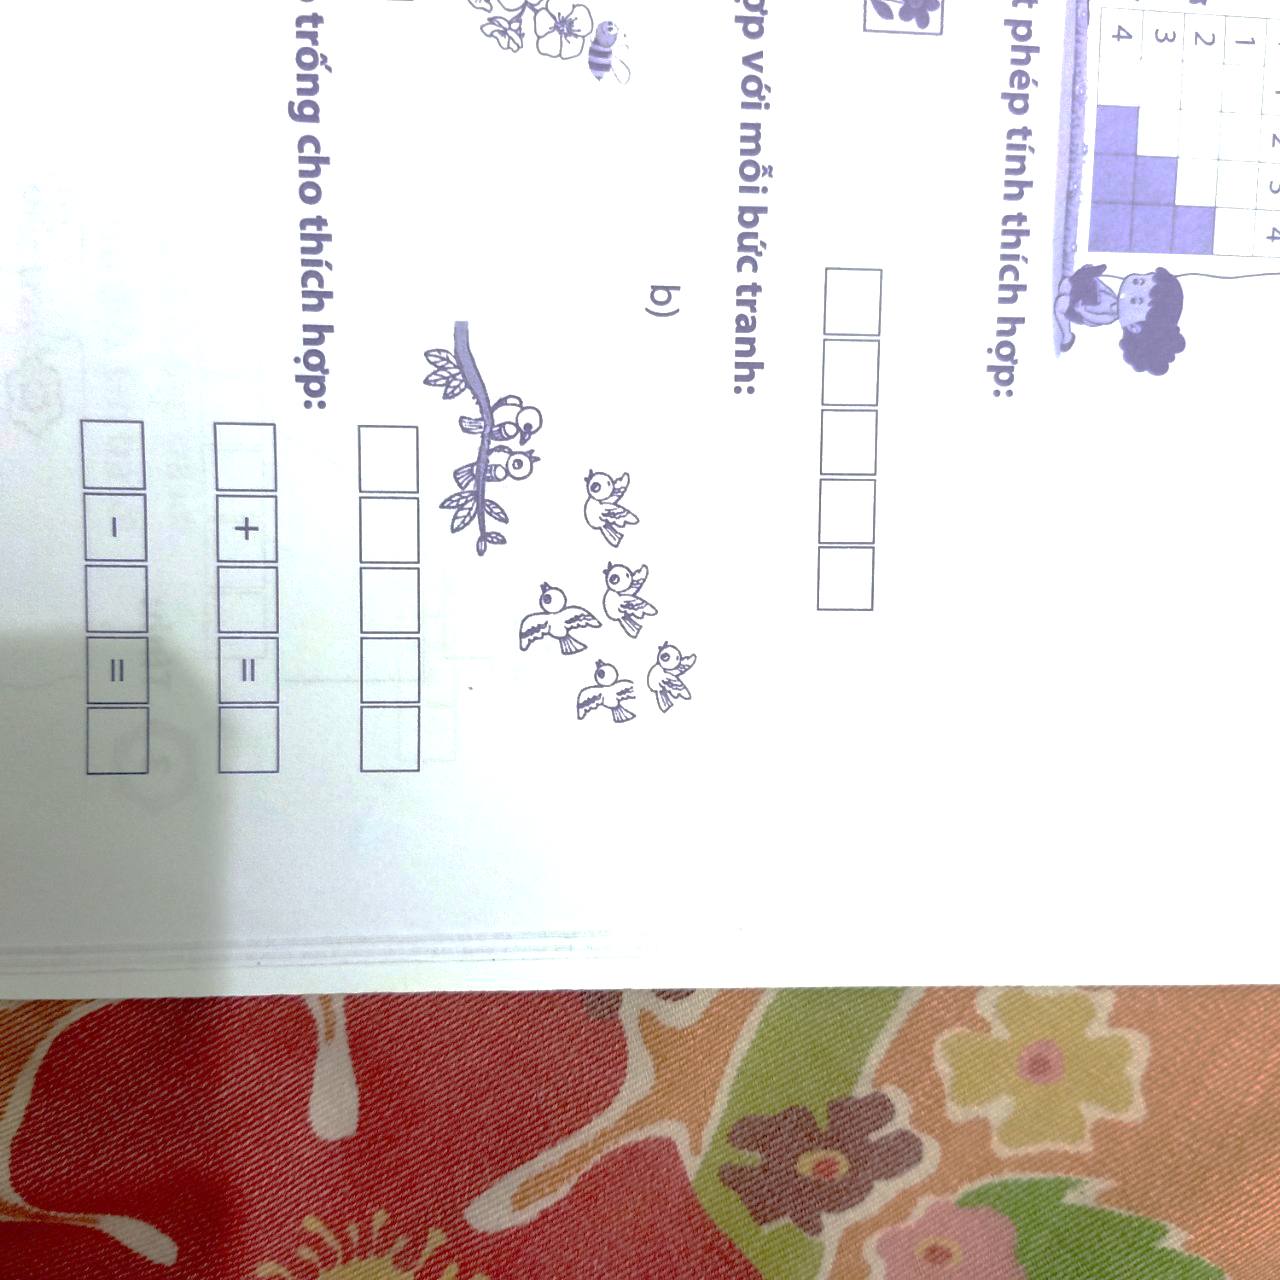 1 2 3 4
1
2
3
4
phép tính thích hợp:
với mỗi bức tranh:
b)
trống cho thích hợp:
+ =
- =